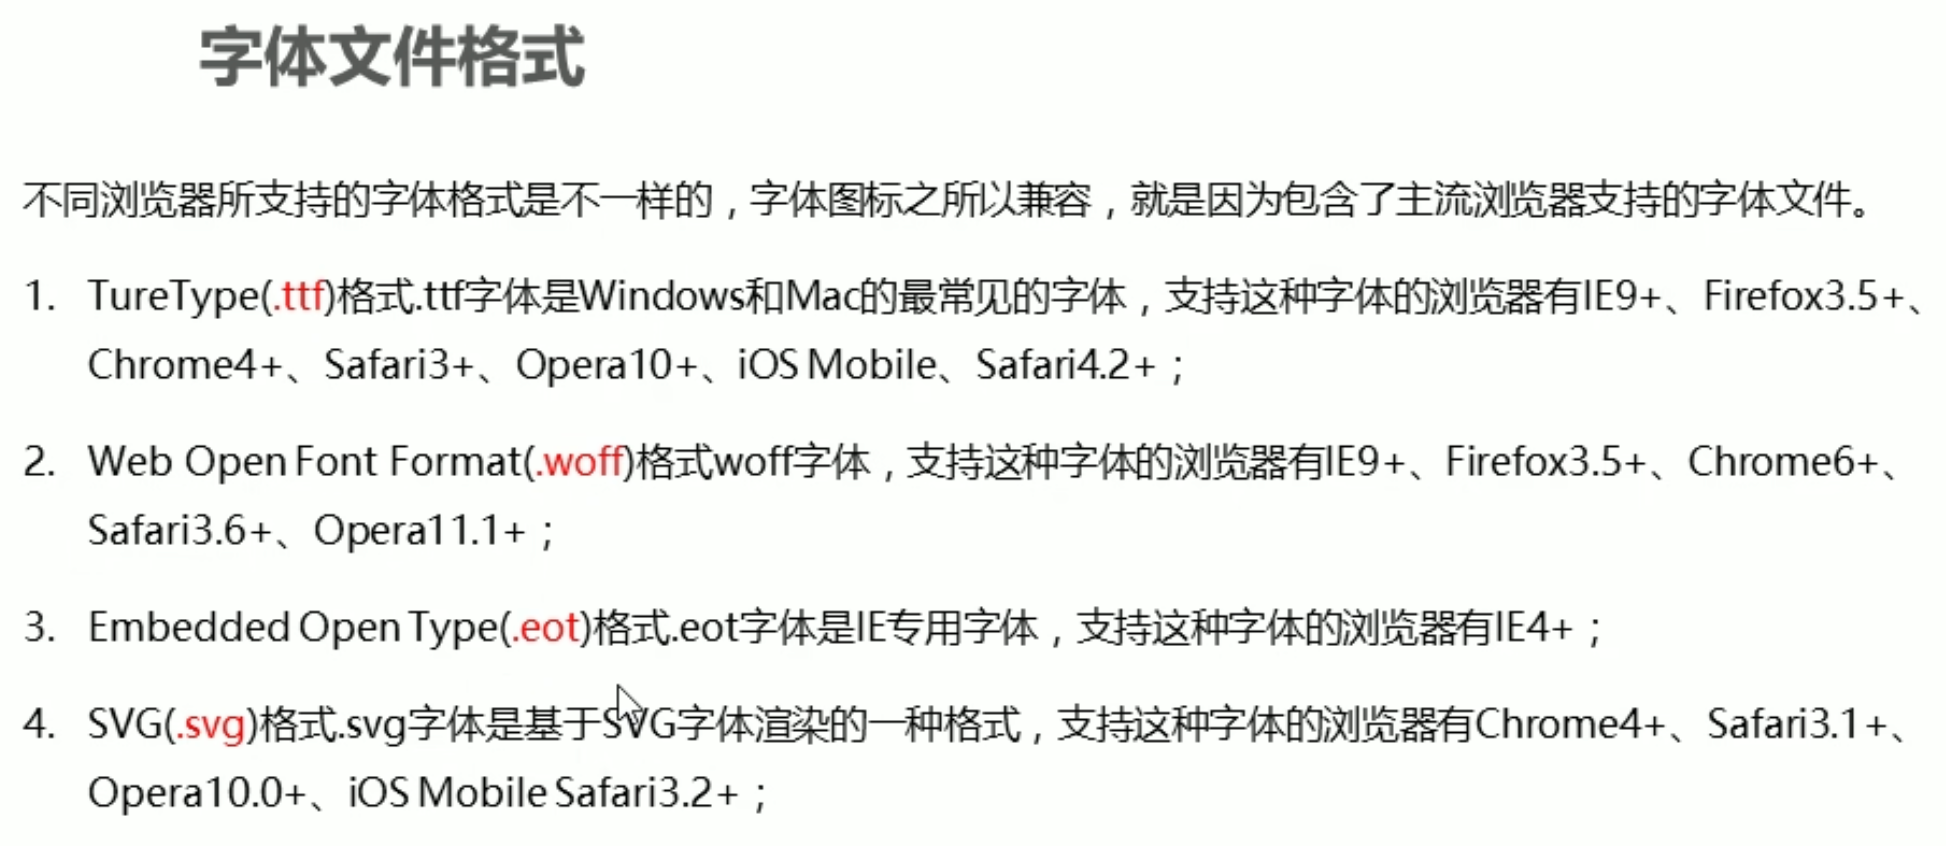 字体文件格式
不同浏览器所支持的字体格式是不一样的，字体图标之所以兼容，就是因为包含了主流浏览器支持的字体文件。
1. TureType(.ttf)格式.ttf字体是Windows和Mac的最常见的字体，支持这种字体的浏览器有IE9+、Firefox3.5+、
Chrome4+、Safari3+、Opera10+、iOS Mobile、Safari4.2+；
2. Web Open Font Format(.woff)格式woff字体，支持这种字体的浏览器有IE9+、Firefox3.5+、Chrome6+、
Safari3.6+、Opera11.1+；
3. Embedded Open Type(.eot)格式.eot字体是IE专用字体，支持这种字体的浏览器有IE4+；
4. SVG(.svg)格式.svg字体是基于SVG字体渲染的一种格式，支持这种字体的浏览器有Chrome4+、Safari3.1+、
Opera10.0+、iOS Mobile Safari3.2+；